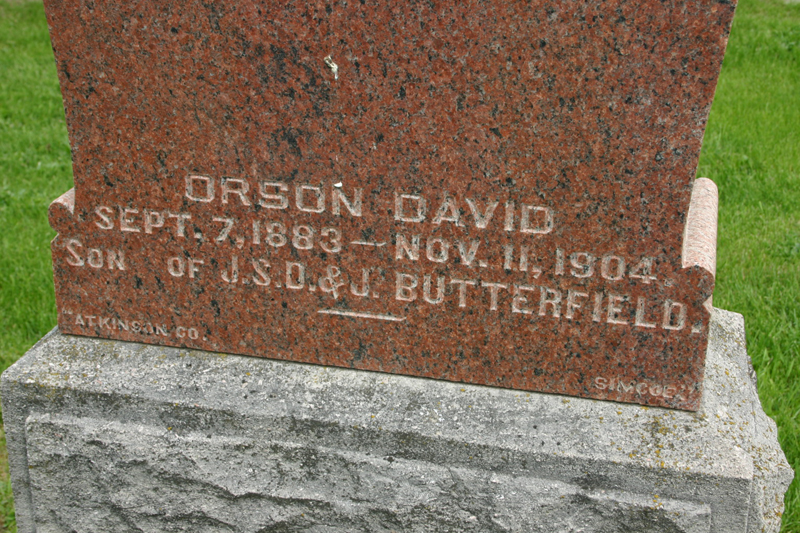 ORSON DAVID
SEPT. 7, 1883 — NOV. 11, 1904.
SON OF J.S.D. & J. BUTTERFIELD.
"ATKINSON CO. SIMCOE."